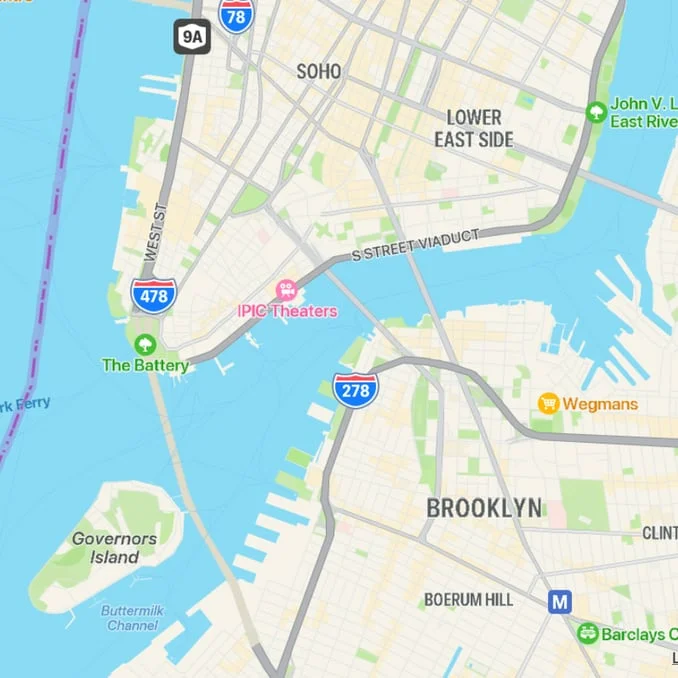 78
9A
SOHO
LOWER
EAST SIDE
John V. L
East Rive
WEST ST
S STREET VIADUCT
478
IPIC Theaters
The Battery
278
rk Ferry
Wegmans
BROOKLYN
CLINT
Governors
Island
Buttermilk
Channel
BOERUM HILL
M
Barclays C
L